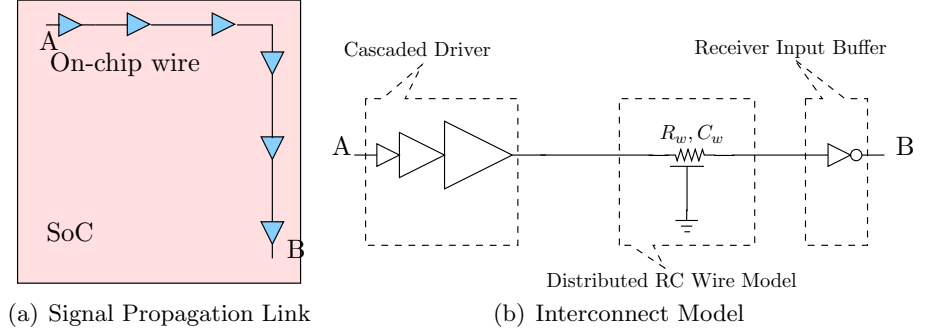 A
On-chip wire
SoC
B
(a) Signal Propagation Link
Cascaded Driver
Receiver Input Buffer
A
R_w, C_w
B
Distributed RC Wire Model
(b) Interconnect Model